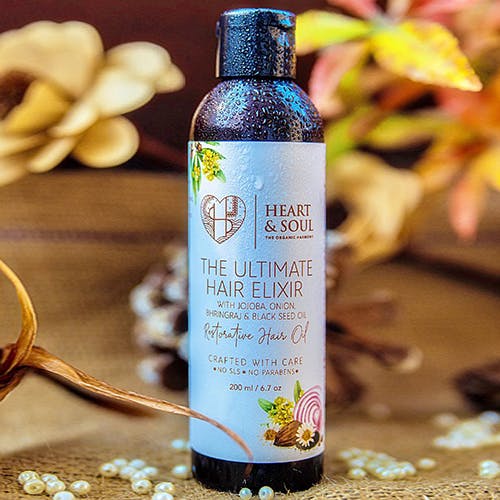 HEART
& SOUL
THE ORGANIC HARMONY
THE ULTIMATE
HAIR ELIXIR
WITH JOJOBA, ONION,
BHRINGRAJ & BLACK SEED OIL
Restorative Hair Oil
CRAFTED WITH CARE
• NO SLS • NO PARABENS •
200 ml / 6.7 oz